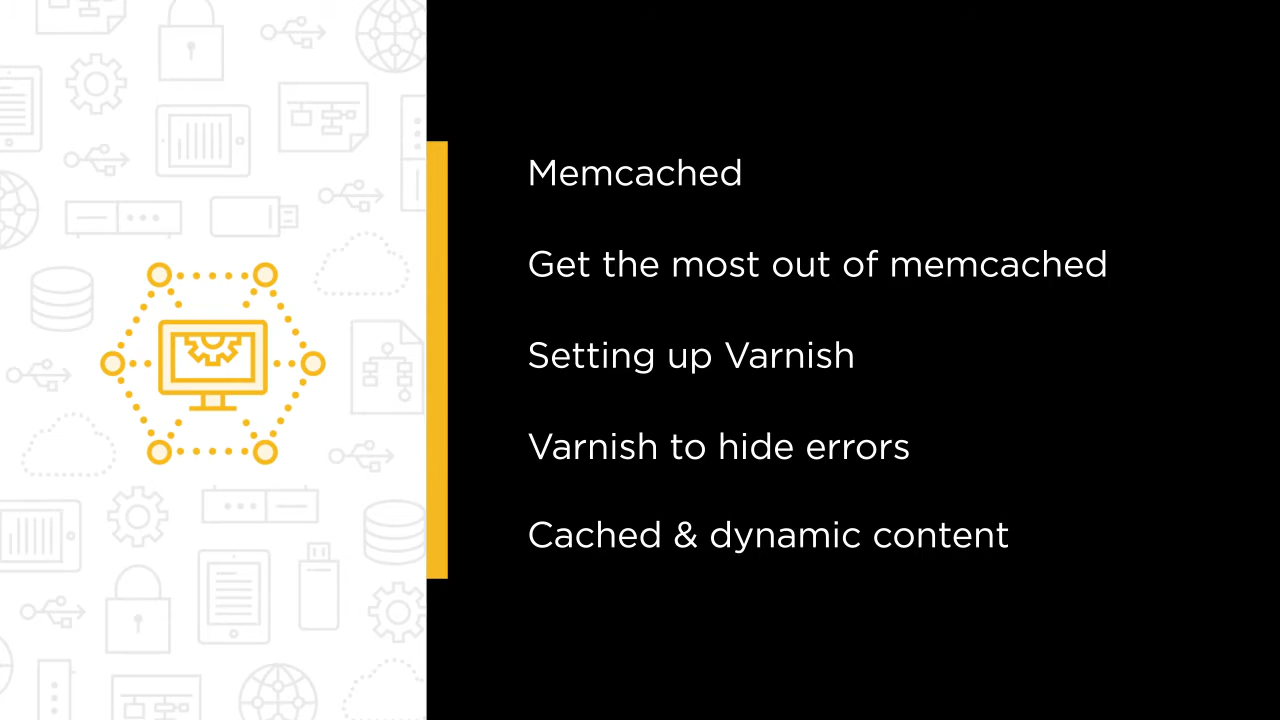 Memcached
Get the most out of memcached
Setting up Varnish
Varnish to hide errors
Cached & dynamic content